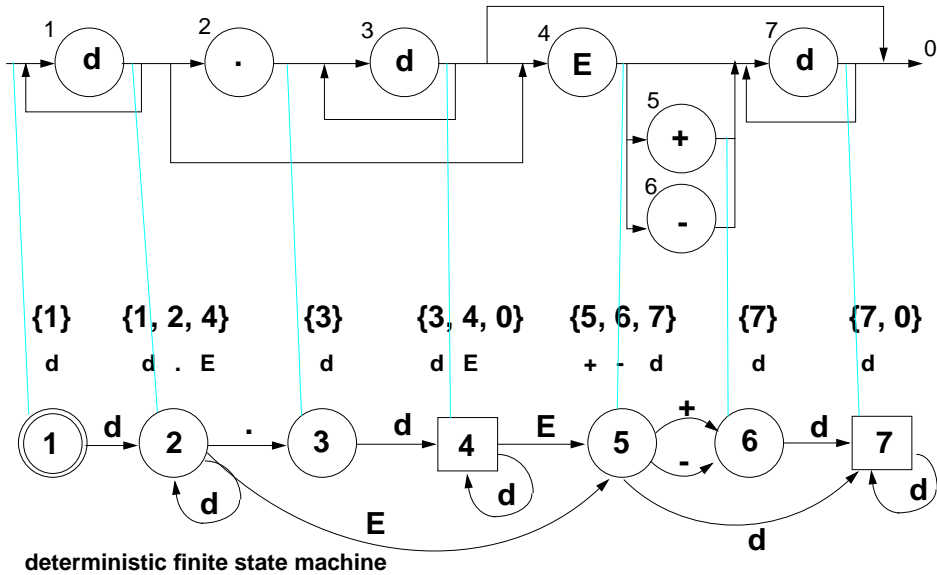 1 2 3 4 7 0
d . d E d
5
+
6
-
{1} {1, 2, 4} {3} {3, 4, 0} {5, 6, 7} {7} {7, 0}
d d . E d d E + - d d d
d . d E + d
1 2 3 4 5 6 7
-
d d d
E d
deterministic finite state machine